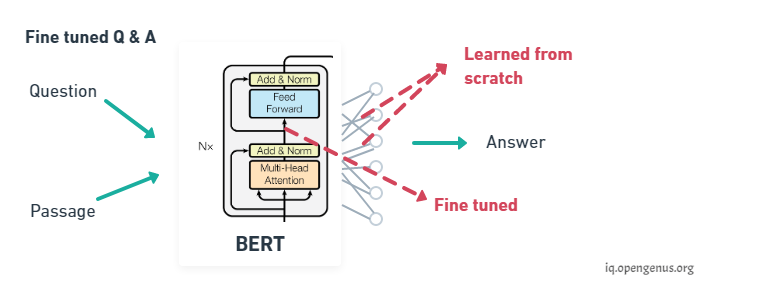 Fine tuned Q & A
Question
Passage
Nx
Add & Norm
Feed
Forward
Add & Norm
Multi-Head
Attention
BERT
Learned from
scratch
Answer
Fine tuned
iq.opengenus.org